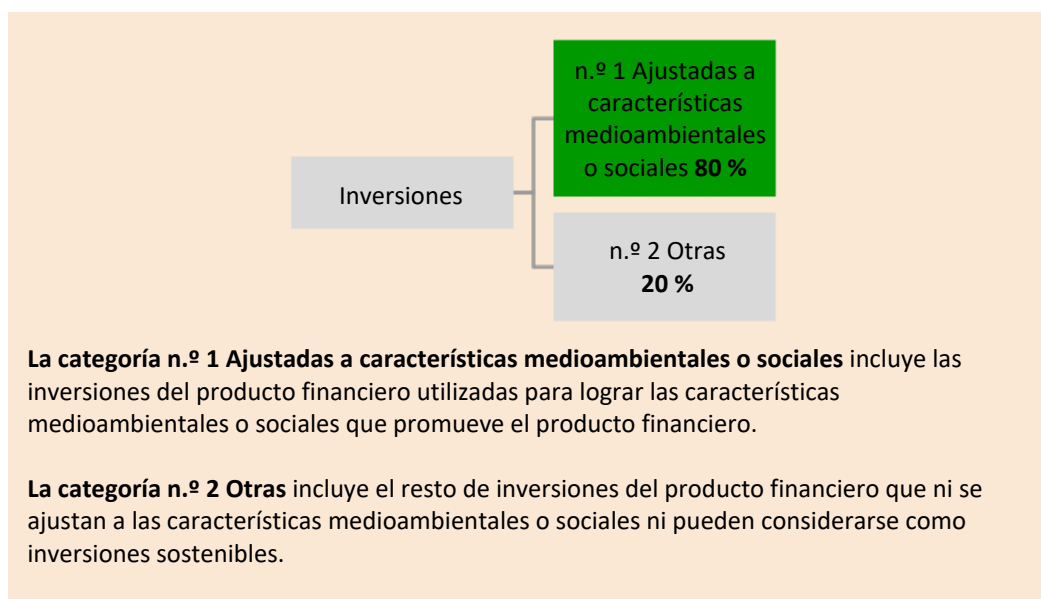 n.º 1 Ajustadas a
características
medioambientales
o sociales 80 %
Inversiones
n.º 2 Otras
20 %
La categoría n.º 1 Ajustadas a características medioambientales o sociales incluye las
inversiones del producto financiero utilizadas para lograr las características
medioambientales o sociales que promueve el producto financiero.
La categoría n.º 2 Otras incluye el resto de inversiones del producto financiero que ni se
ajustan a las características medioambientales o sociales ni pueden considerarse como
inversiones sostenibles.